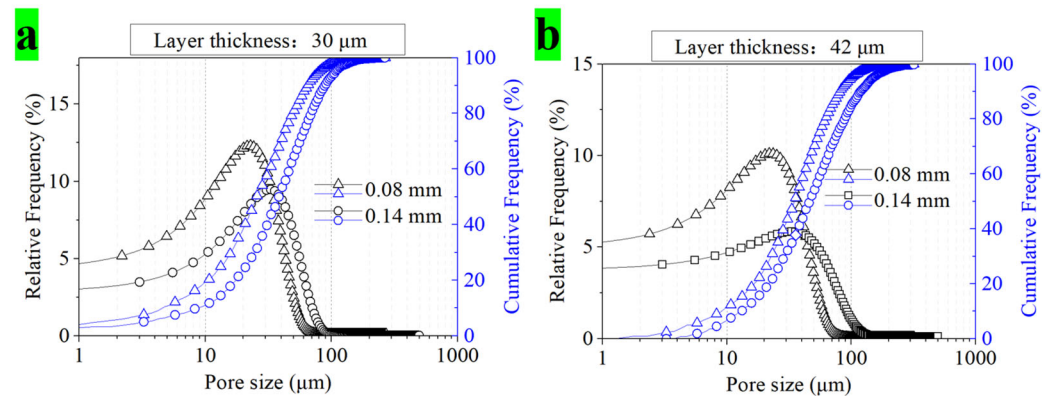 a
Layer thickness：30 μm
Relative Frequency (%)
15
10
5
0
100
80
60
40
20
0
Cumulative Frequency (%)
0.08 mm
0.14 mm
1 10 100 1000
Pore size (μm)
b
Layer thickness：42 μm
Relative Frequency (%)
15
10
5
0
100
80
60
40
20
0
Cumulative Frequency (%)
0.08 mm
0.14 mm
1 10 100 1000
Pore size (μm)